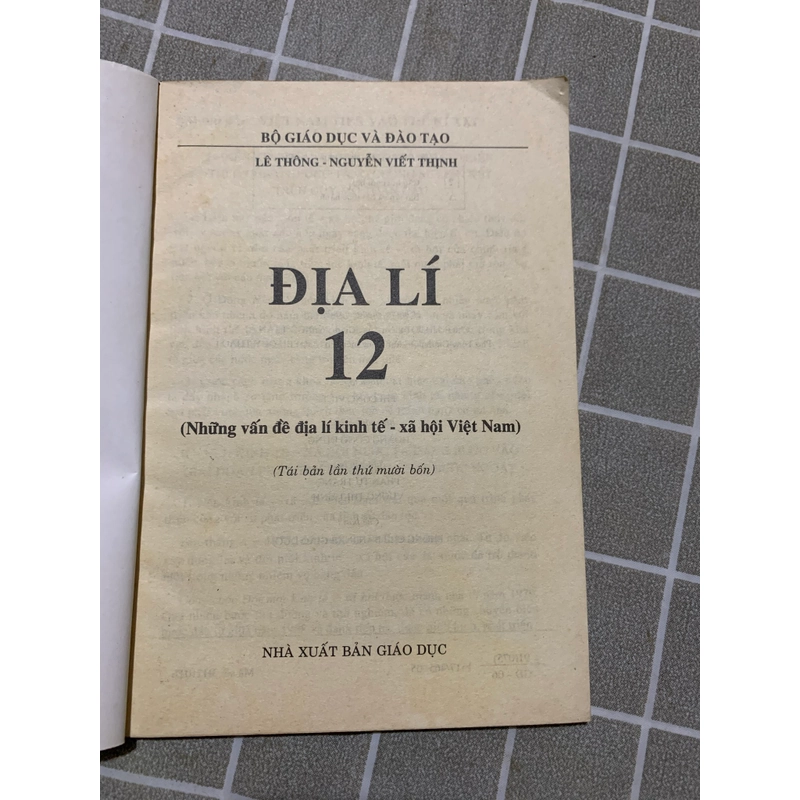 BỘ GIÁO DỤC VÀ ĐÀO TẠO
LÊ THÔNG - NGUYỄN VIẾT THỊNH
ĐỊA LÍ
12
(Những vấn đề địa lí kinh tế - xã hội Việt Nam)
(Tái bản lần thứ mười bốn)
NHÀ XUẤT BẢN GIÁO DỤC